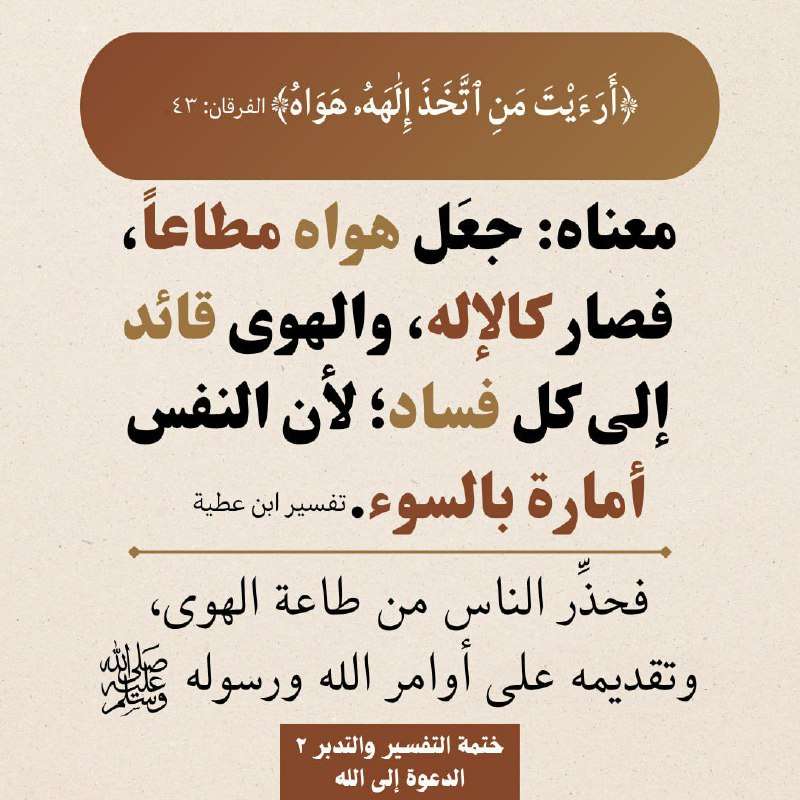 ﴿أَرَءَيْتَ مَنِ ٱتَّخَذَ إِلَٰهَهُۥ هَوَاهُ﴾ الفرقان: ٤٣
معناه: جعَل هواه مطاعاً،
فصار كالإله، والهوى قائد
إلى كل فساد؛ لأن النفس
أمارة بالسوء. تفسير ابن عطية
فحذِّر الناس من طاعة الهوى،
وتقديمه على أوامر الله ورسوله ﷺ
ختمة التفسير والتدبر ٢
الدعوة إلى الله